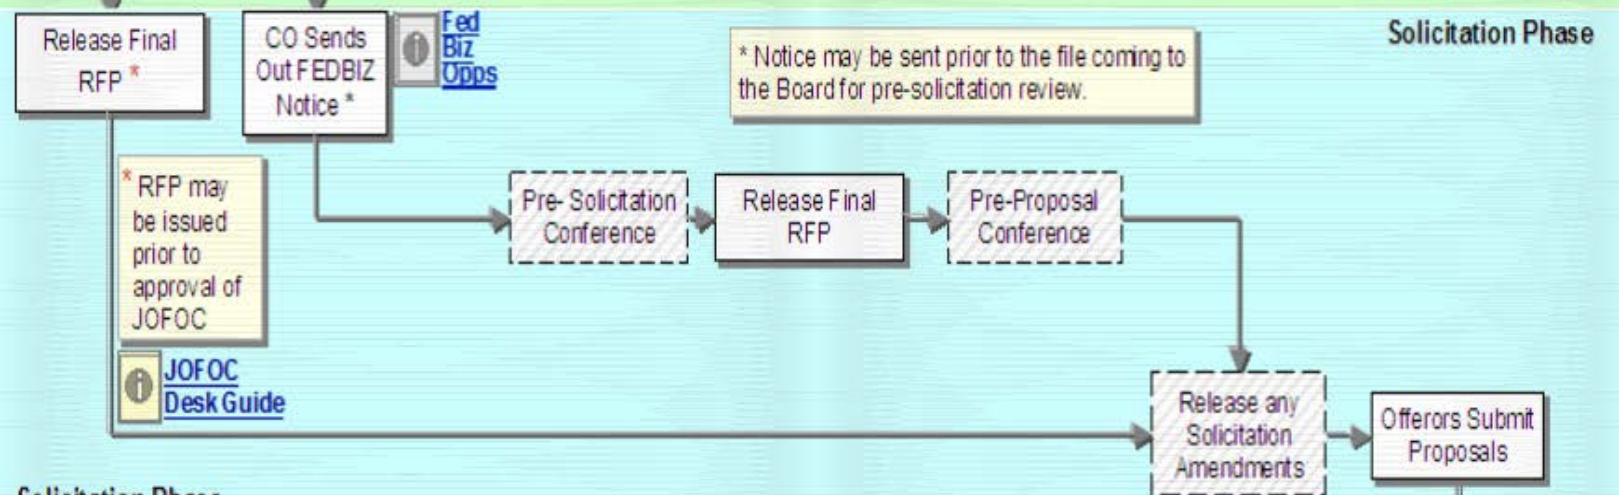 Release Final
RFP *
CO Sends
Out FEDBIZ
Notice *
Fed
Biz
Opps
* Notice may be sent prior to the file coming to
the Board for pre-solicitation review.
Solicitation Phase
* RFP may
be issued
prior to
approval of
JOFOC
JOFOC
Desk Guide
Pre- Solicitation
Conference
Release Final
RFP
Pre-Proposal
Conference
Release any
Solicitation
Amendments
Offerors Submit
Proposals
Solicitation Phase